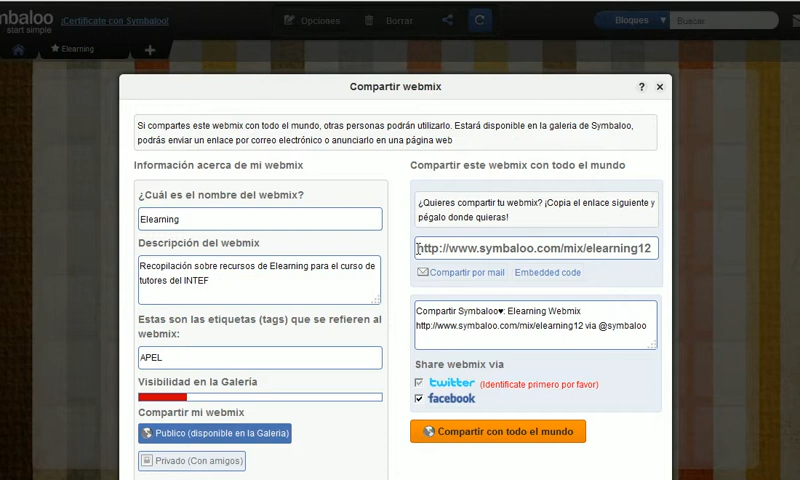 mbaloo
start simple
¡Certifícate con Symbaloo!
Opciones
Borrar
Bloques
Buscar
Elearning
Compartir webmix
?
Si compartes este webmix con todo el mundo, otras personas podrán utilizarlo. Estará disponible en la galeria de Symbaloo,
podrás enviar un enlace por correo electrónico o anunciarlo en una página web
Información acerca de mi webmix
¿Cuál es el nombre del webmix?
Elearning
Descripción del webmix
Recopilación sobre recursos de Elearning para el curso de
tutores del INTEF
Estas son las etiquetas (tags) que se refieren al
webmix:
APEL
Visibilidad en la Galería
Compartir mi webmix
Publico (disponible en la Galeria)
Privado (Con amigos)
Compartir este webmix con todo el mundo
¿Quieres compartir tu webmix? ¡Copia el enlace siguiente y
pégalo donde quieras!
http://www.symbaloo.com/mix/elearning12
Compartir por mail
Embedded code
Compartir Symbaloo♥: Elearning Webmix
http://www.symbaloo.com/mix/elearning12 via @symbaloo
Share webmix via
twitter (Identificate primero por favor)
facebook
Compartir con todo el mundo